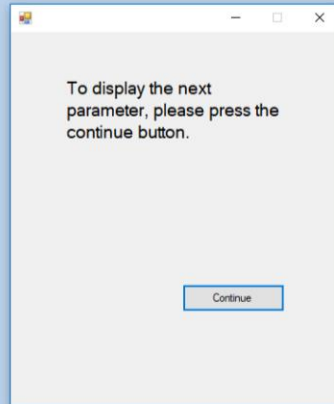 To display the next
parameter, please press the
continue button.
Continue